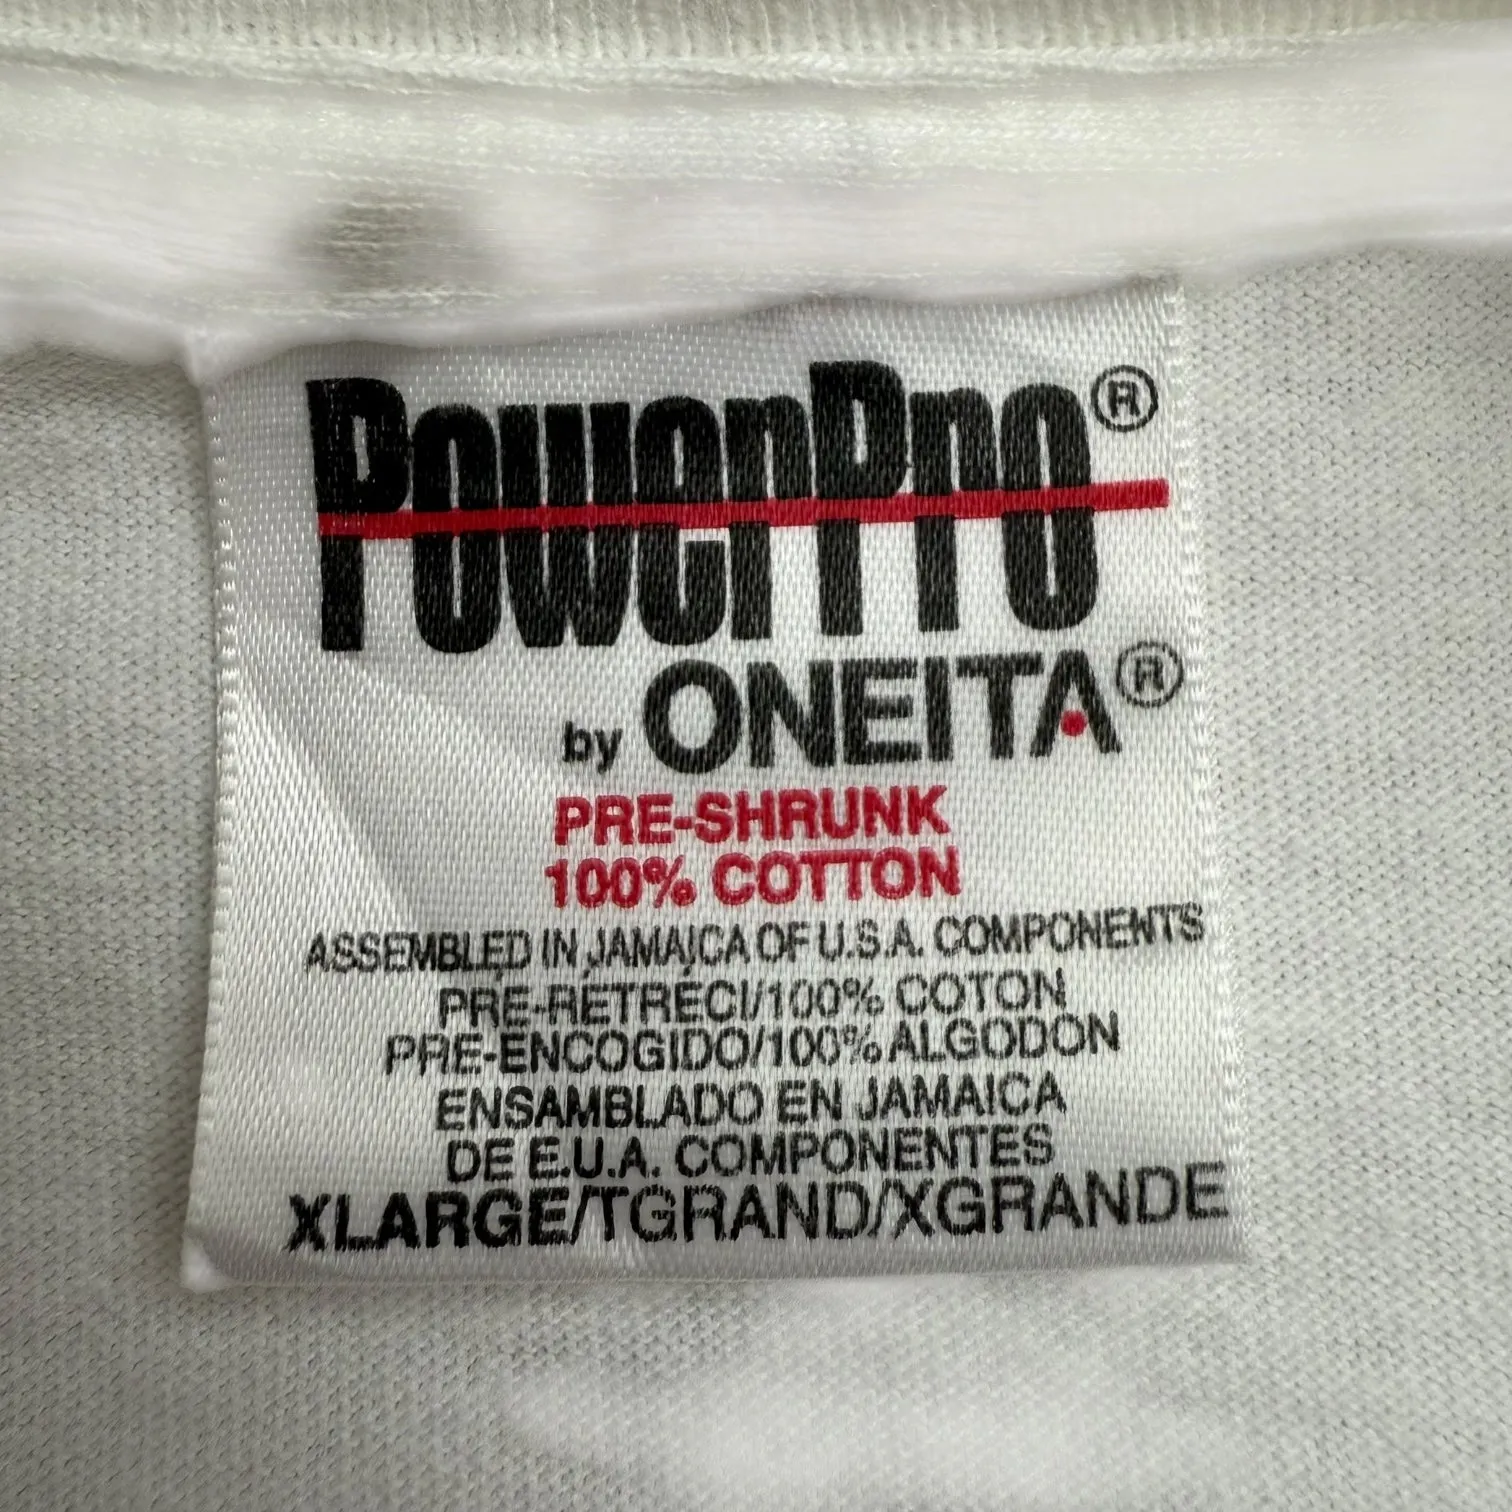 PowerPro®
by ONEITA®
PRE-SHRUNK
100% COTTON
ASSEMBLED IN JAMAICA OF U.S.A. COMPONENTS
PRE-RETRECI/100% COTON
PRE-ENCOGIDO/100% ALGODON
ENSAMBLADO EN JAMAICA
DE E.U.A. COMPONENTES
XLARGE/TGRAND/XGRANDE